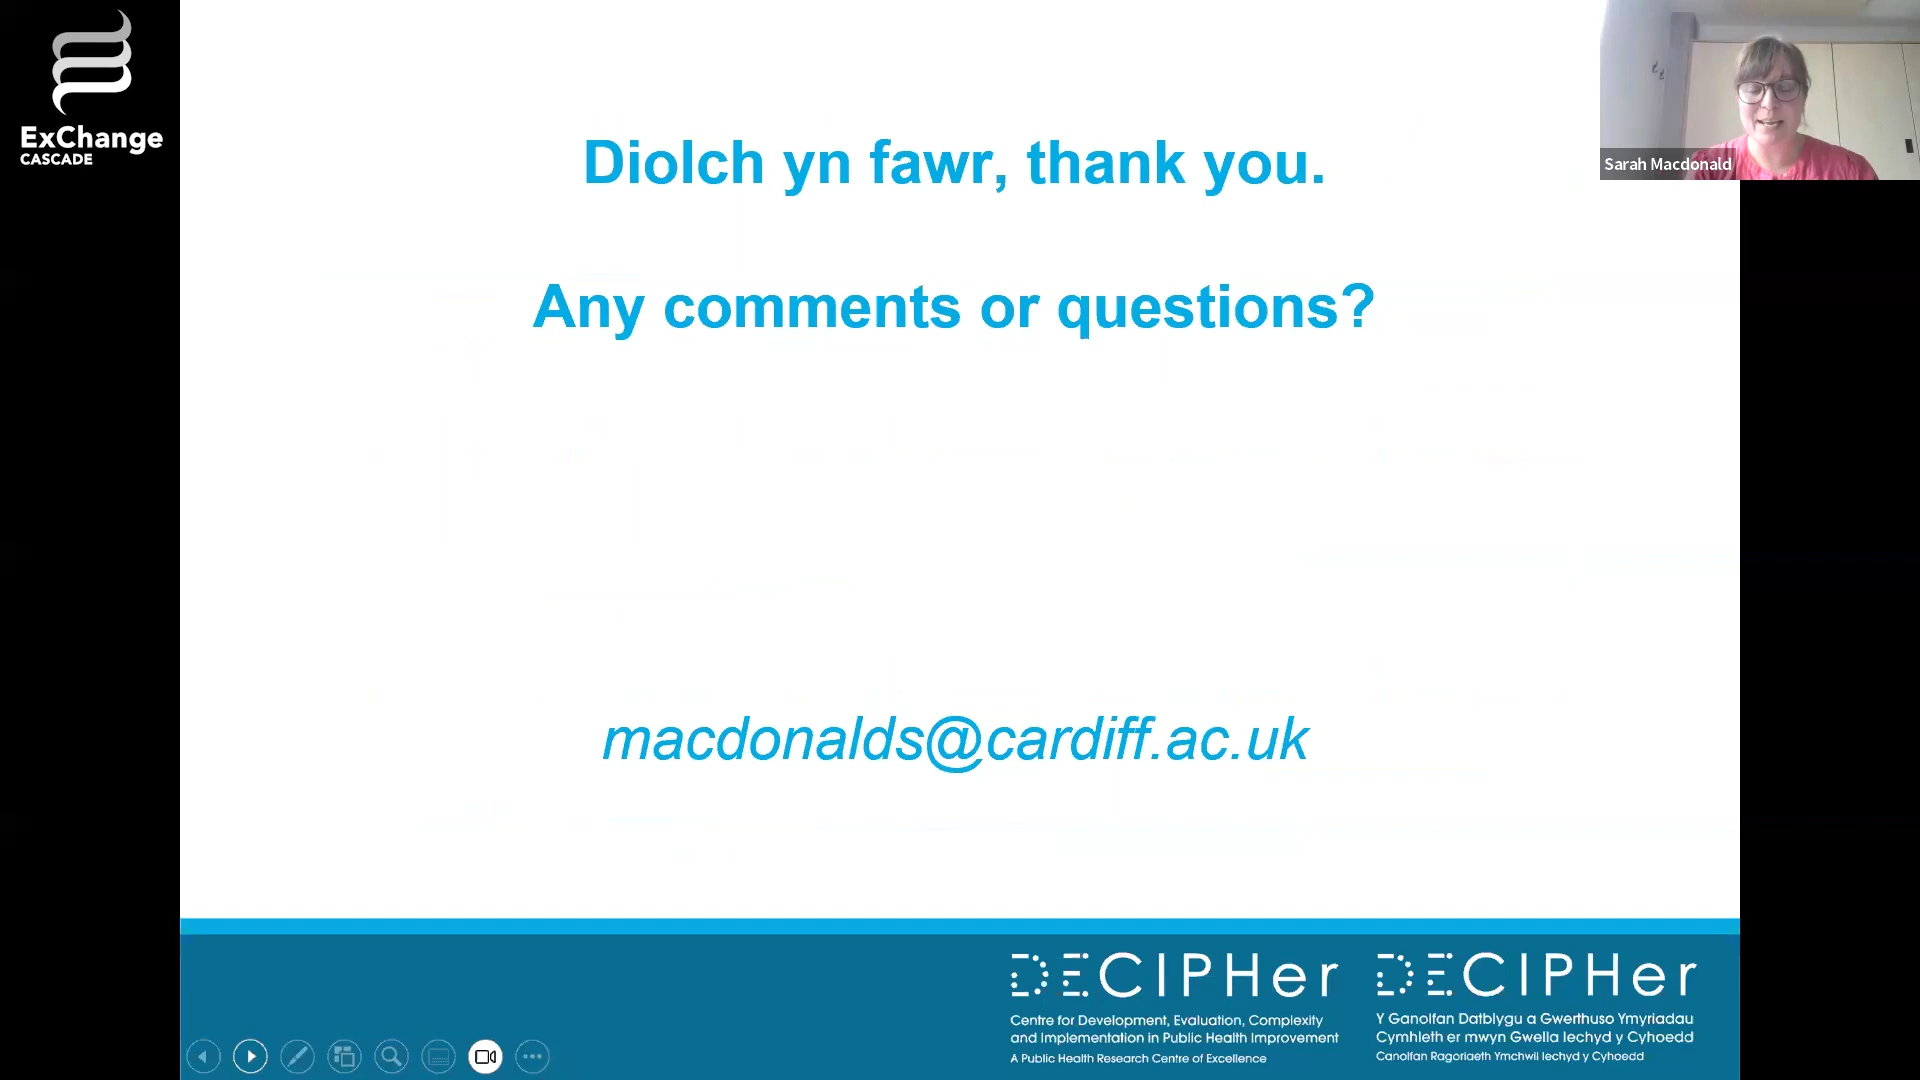 ExChange
CASCADE
Diolch yn fawr, thank you.
Any comments or questions?
macdonalds@cardiff.ac.uk
Sarah Macdonald
DECIPHer
Centre for Development, Evaluation, Complexity
and Implementation in Public Health Improvement
A Public Health Research Centre of Excellence
DECIPHer
Y Ganolfan Datblygu a Gwerthuso Ymyriadau
Cymhleth er mwyn Gwella Iechyd y Cyhoedd
Canolfan Ragoriaeth Ymchwil Iechyd y Cyhoedd